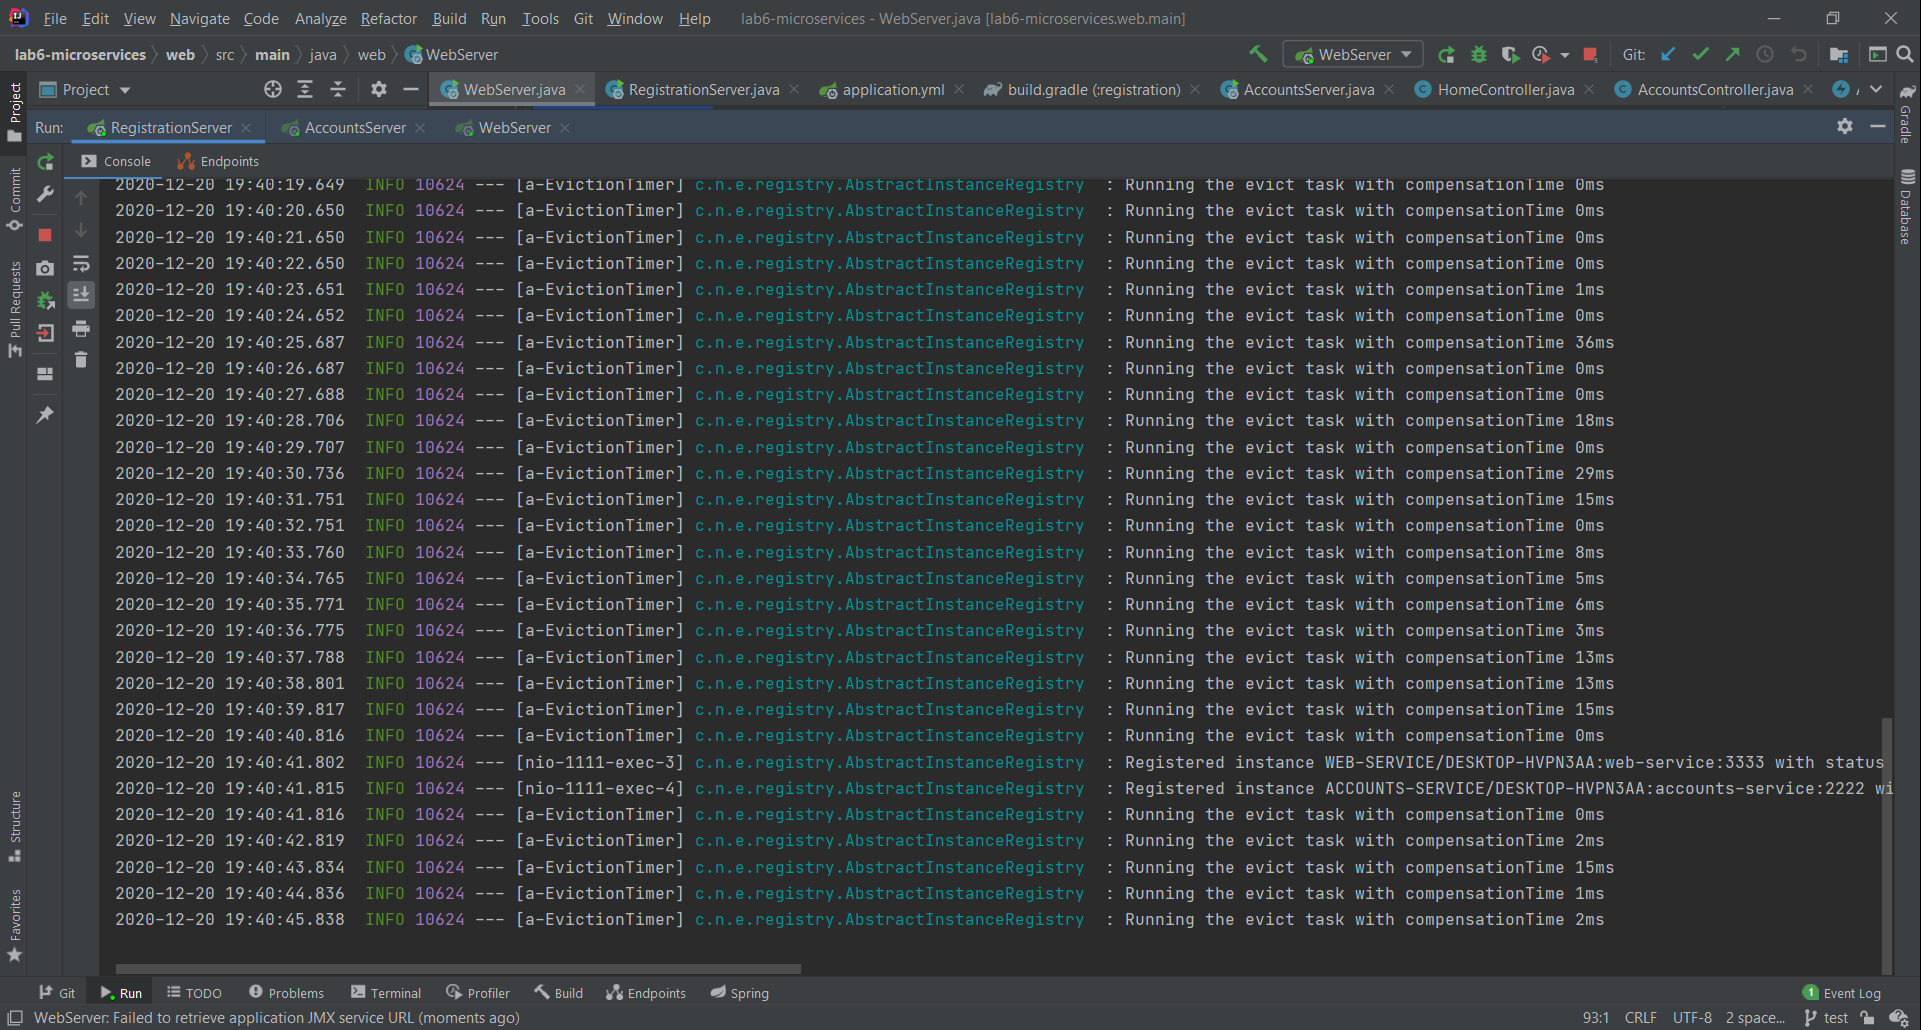 File Edit View Navigate Code Analyze Refactor Build Run Tools Git Window Help lab6-microservices - WebServer.java [lab6-microservices.web.main]
lab6-microservices web src main java web WebServer WebServer Git:
Project WebServer.java RegistrationServer.java application.yml build.gradle (:registration) AccountsServer.java HomeController.java AccountsController.java
Run: RegistrationServer AccountsServer WebServer
Console Endpoints
2020-12-20 19:40:19.649 INFO 10624 --- [a-EvictionTimer] c.n.e.registry.AbstractInstanceRegistry : Running the evict task with compensationTime 0ms
2020-12-20 19:40:20.650 INFO 10624 --- [a-EvictionTimer] c.n.e.registry.AbstractInstanceRegistry : Running the evict task with compensationTime 0ms
2020-12-20 19:40:21.650 INFO 10624 --- [a-EvictionTimer] c.n.e.registry.AbstractInstanceRegistry : Running the evict task with compensationTime 0ms
2020-12-20 19:40:22.650 INFO 10624 --- [a-EvictionTimer] c.n.e.registry.AbstractInstanceRegistry : Running the evict task with compensationTime 0ms
2020-12-20 19:40:23.651 INFO 10624 --- [a-EvictionTimer] c.n.e.registry.AbstractInstanceRegistry : Running the evict task with compensationTime 1ms
2020-12-20 19:40:24.652 INFO 10624 --- [a-EvictionTimer] c.n.e.registry.AbstractInstanceRegistry : Running the evict task with compensationTime 0ms
2020-12-20 19:40:25.687 INFO 10624 --- [a-EvictionTimer] c.n.e.registry.AbstractInstanceRegistry : Running the evict task with compensationTime 36ms
2020-12-20 19:40:26.687 INFO 10624 --- [a-EvictionTimer] c.n.e.registry.AbstractInstanceRegistry : Running the evict task with compensationTime 0ms
2020-12-20 19:40:27.688 INFO 10624 --- [a-EvictionTimer] c.n.e.registry.AbstractInstanceRegistry : Running the evict task with compensationTime 0ms
2020-12-20 19:40:28.706 INFO 10624 --- [a-EvictionTimer] c.n.e.registry.AbstractInstanceRegistry : Running the evict task with compensationTime 18ms
2020-12-20 19:40:29.707 INFO 10624 --- [a-EvictionTimer] c.n.e.registry.AbstractInstanceRegistry : Running the evict task with compensationTime 0ms
2020-12-20 19:40:30.736 INFO 10624 --- [a-EvictionTimer] c.n.e.registry.AbstractInstanceRegistry : Running the evict task with compensationTime 29ms
2020-12-20 19:40:31.751 INFO 10624 --- [a-EvictionTimer] c.n.e.registry.AbstractInstanceRegistry : Running the evict task with compensationTime 15ms
2020-12-20 19:40:32.751 INFO 10624 --- [a-EvictionTimer] c.n.e.registry.AbstractInstanceRegistry : Running the evict task with compensationTime 0ms
2020-12-20 19:40:33.760 INFO 10624 --- [a-EvictionTimer] c.n.e.registry.AbstractInstanceRegistry : Running the evict task with compensationTime 8ms
2020-12-20 19:40:34.765 INFO 10624 --- [a-EvictionTimer] c.n.e.registry.AbstractInstanceRegistry : Running the evict task with compensationTime 5ms
2020-12-20 19:40:35.771 INFO 10624 --- [a-EvictionTimer] c.n.e.registry.AbstractInstanceRegistry : Running the evict task with compensationTime 6ms
2020-12-20 19:40:36.775 INFO 10624 --- [a-EvictionTimer] c.n.e.registry.AbstractInstanceRegistry : Running the evict task with compensationTime 3ms
2020-12-20 19:40:37.788 INFO 10624 --- [a-EvictionTimer] c.n.e.registry.AbstractInstanceRegistry : Running the evict task with compensationTime 13ms
2020-12-20 19:40:38.801 INFO 10624 --- [a-EvictionTimer] c.n.e.registry.AbstractInstanceRegistry : Running the evict task with compensationTime 13ms
2020-12-20 19:40:39.817 INFO 10624 --- [a-EvictionTimer] c.n.e.registry.AbstractInstanceRegistry : Running the evict task with compensationTime 15ms
2020-12-20 19:40:40.816 INFO 10624 --- [a-EvictionTimer] c.n.e.registry.AbstractInstanceRegistry : Running the evict task with compensationTime 0ms
2020-12-20 19:40:41.802 INFO 10624 --- [nio-1111-exec-3] c.n.e.registry.AbstractInstanceRegistry : Registered instance WEB-SERVICE/DESKTOP-HVPN3AA:web-service:3333 with status
2020-12-20 19:40:41.815 INFO 10624 --- [nio-1111-exec-4] c.n.e.registry.AbstractInstanceRegistry : Registered instance ACCOUNTS-SERVICE/DESKTOP-HVPN3AA:accounts-service:2222 wi
2020-12-20 19:40:41.816 INFO 10624 --- [a-EvictionTimer] c.n.e.registry.AbstractInstanceRegistry : Running the evict task with compensationTime 0ms
2020-12-20 19:40:42.819 INFO 10624 --- [a-EvictionTimer] c.n.e.registry.AbstractInstanceRegistry : Running the evict task with compensationTime 2ms
2020-12-20 19:40:43.834 INFO 10624 --- [a-EvictionTimer] c.n.e.registry.AbstractInstanceRegistry : Running the evict task with compensationTime 15ms
2020-12-20 19:40:44.836 INFO 10624 --- [a-EvictionTimer] c.n.e.registry.AbstractInstanceRegistry : Running the evict task with compensationTime 1ms
2020-12-20 19:40:45.838 INFO 10624 --- [a-EvictionTimer] c.n.e.registry.AbstractInstanceRegistry : Running the evict task with compensationTime 2ms
Project
Commit
Pull Requests
Structure
Favorites
Gradle
Database
Git Run TODO Problems Terminal Profiler Build Endpoints Spring 1 Event Log
WebServer: Failed to retrieve application JMX service URL (moments ago) 93:1 CRLF UTF-8 2 space... test